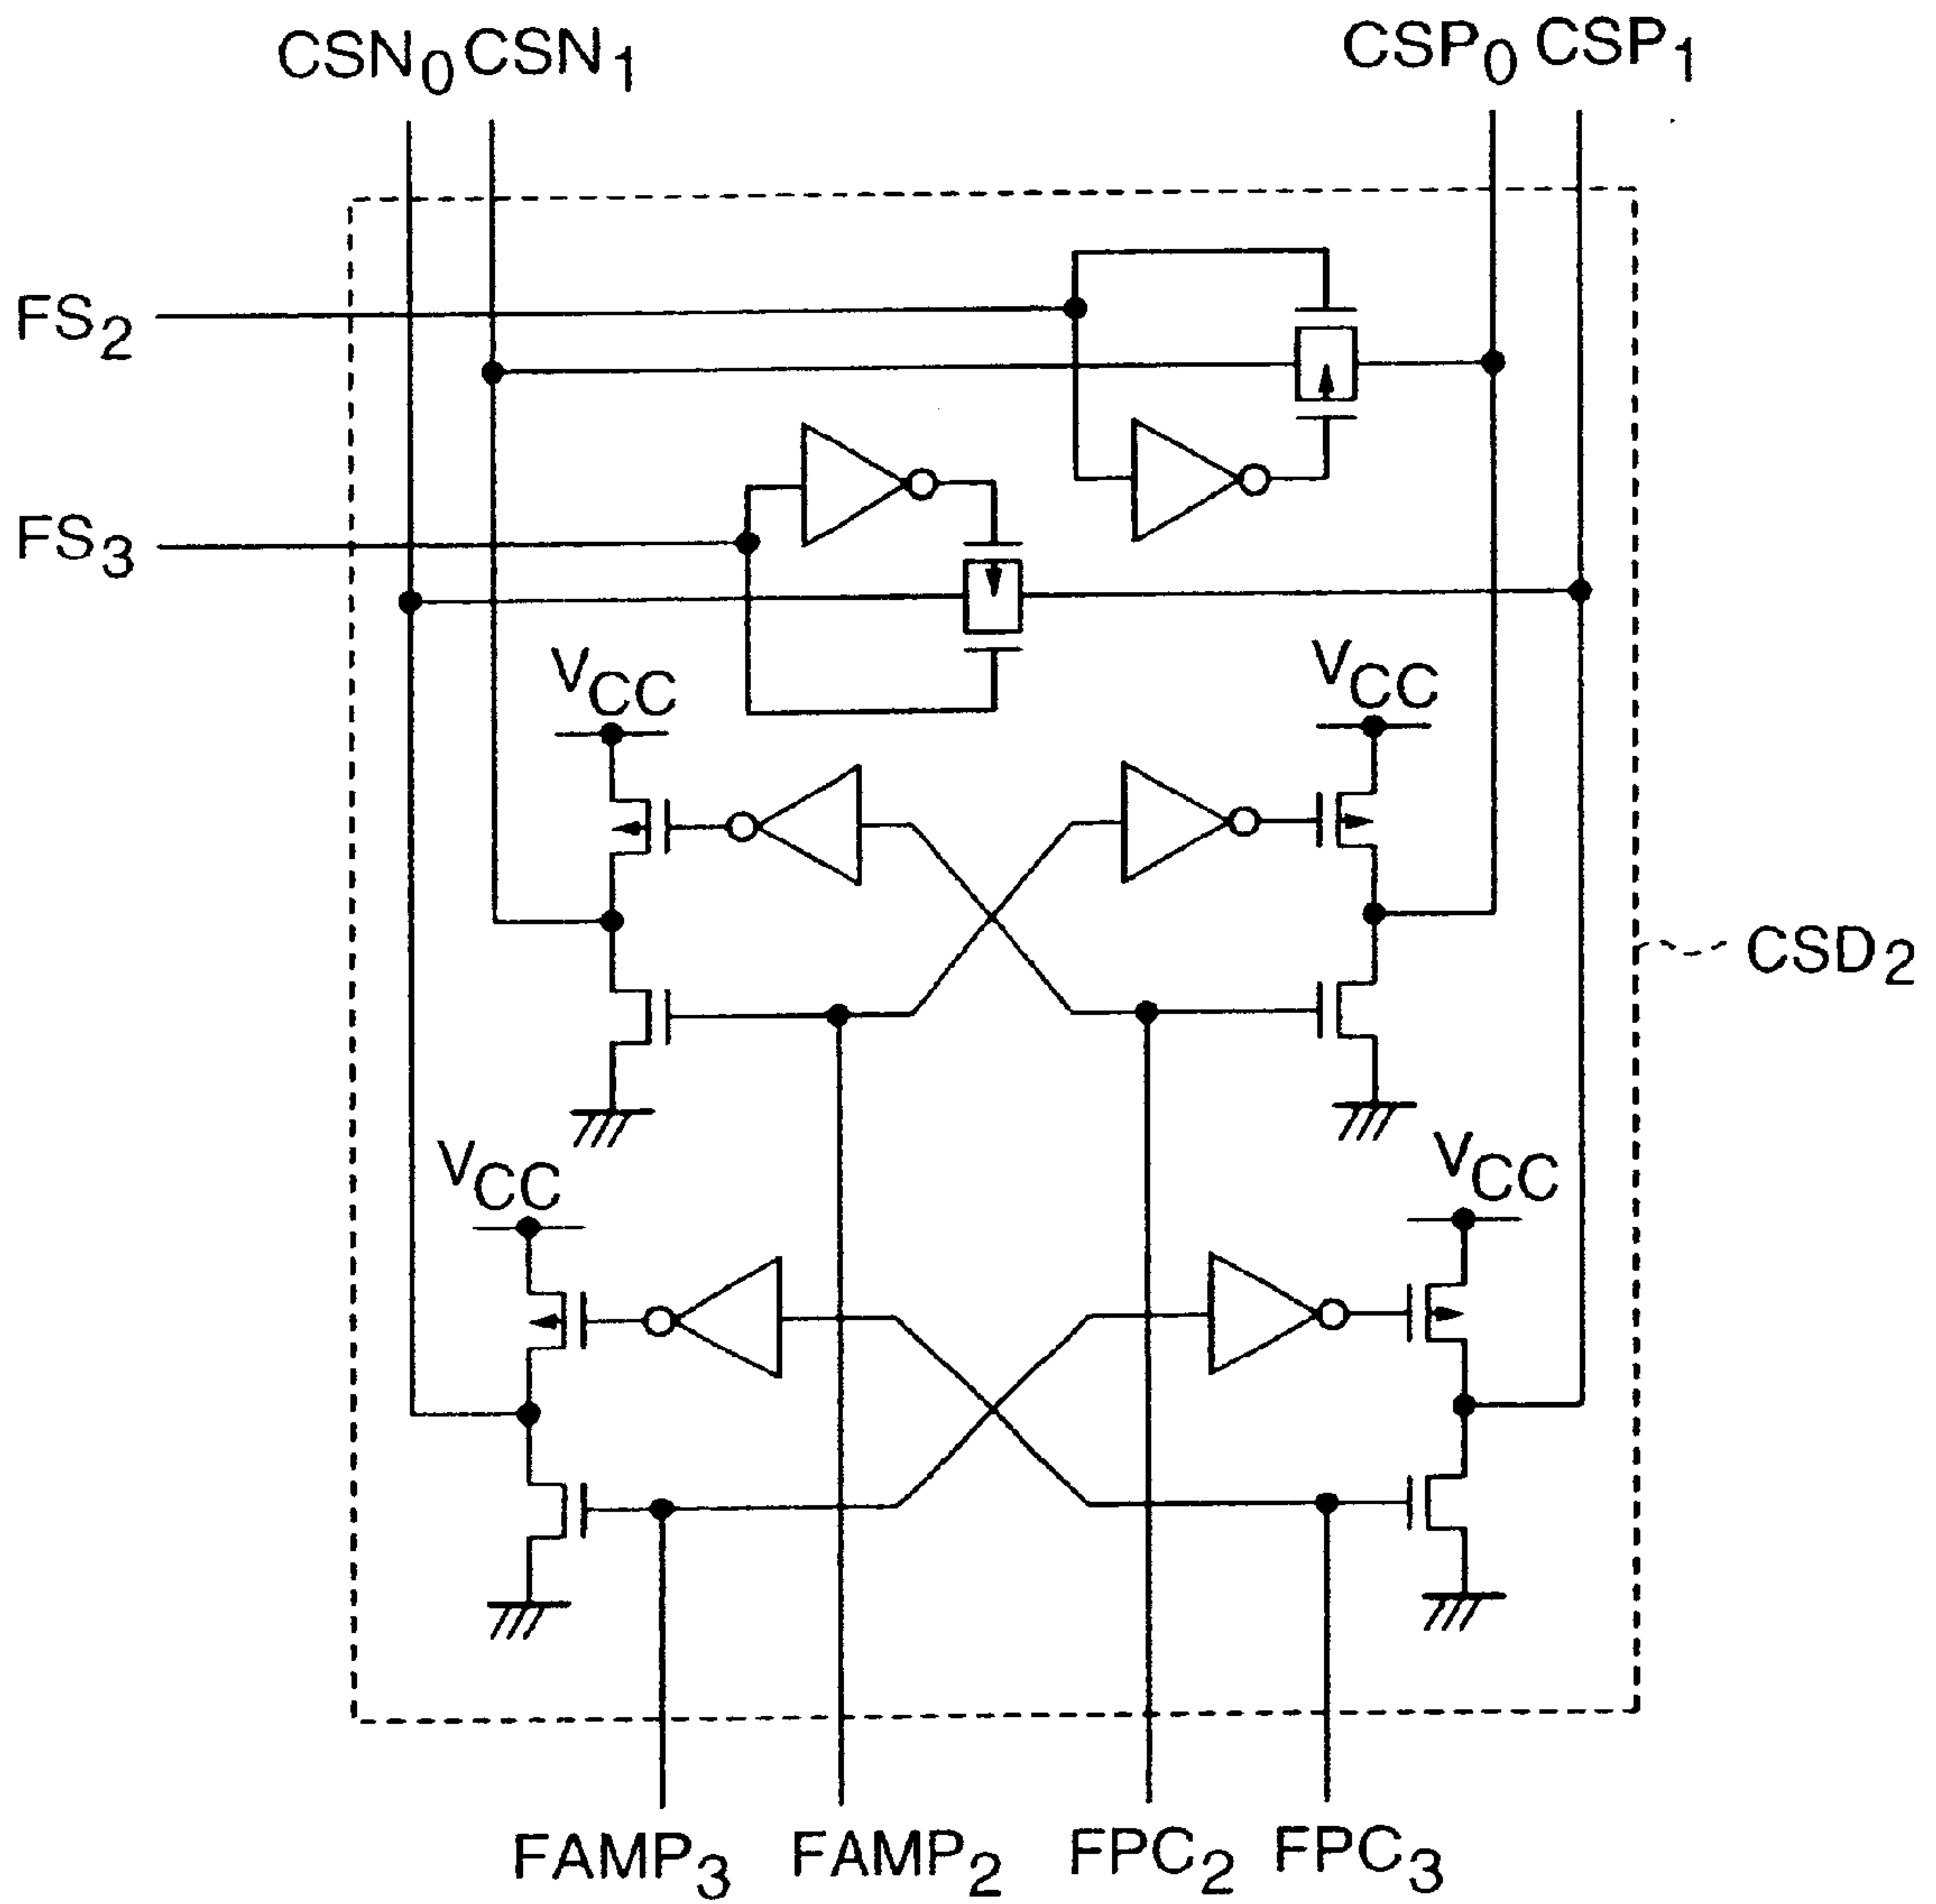 CSN0 CSN1 CSP0 CSP1
FS2
FS3
VCC VCC
CSD2
VCC VCC
FAMP3 FAMP2 FPC2 FPC3